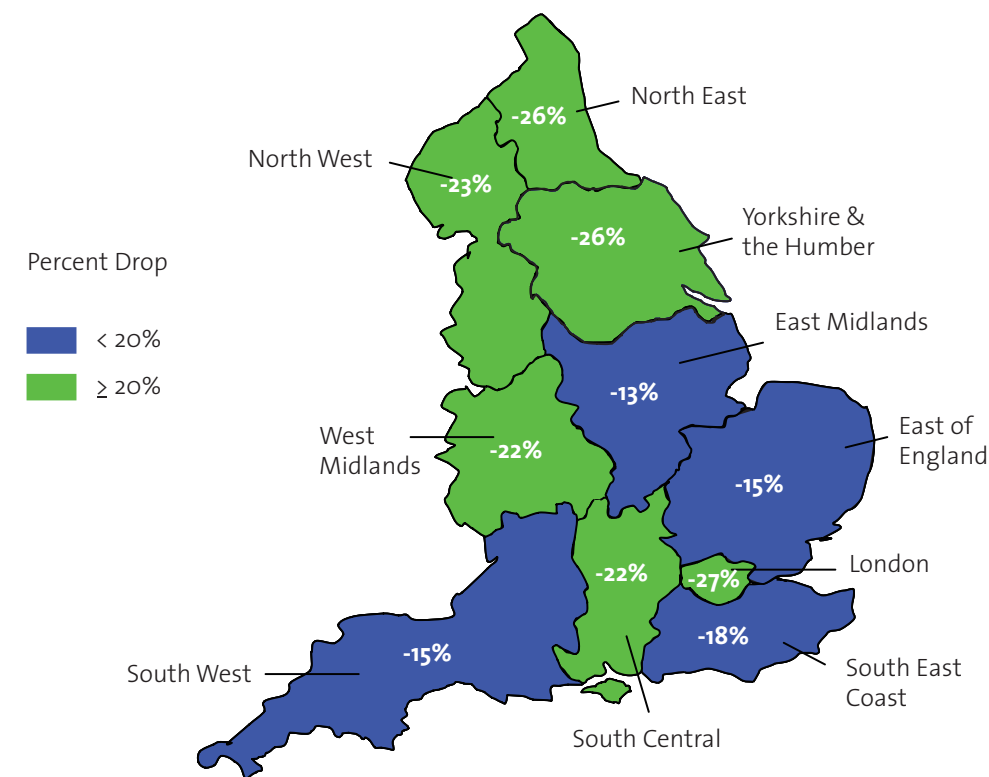 North East
-26%
North West
-23%
Yorkshire &
the Humber
-26%
Percent Drop
< 20%
≥ 20%
East Midlands
-13%
West
Midlands
-22%
East of
England
-15%
London
-27%
-22%
-18%
South East
Coast
South West
-15%
South Central